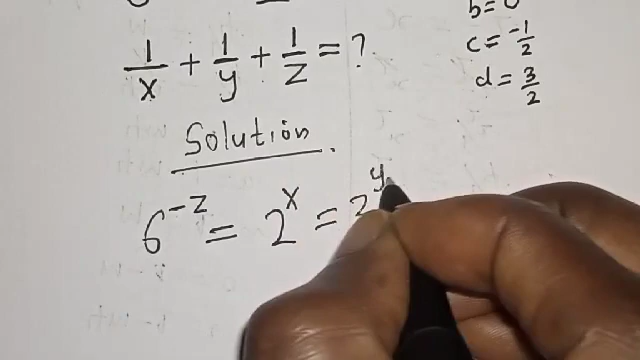 1/x + 1/y + 1/z = ?
b = 0
c = -1/2
d = 3/2
Solution
6^-z = 2^x = 3^y